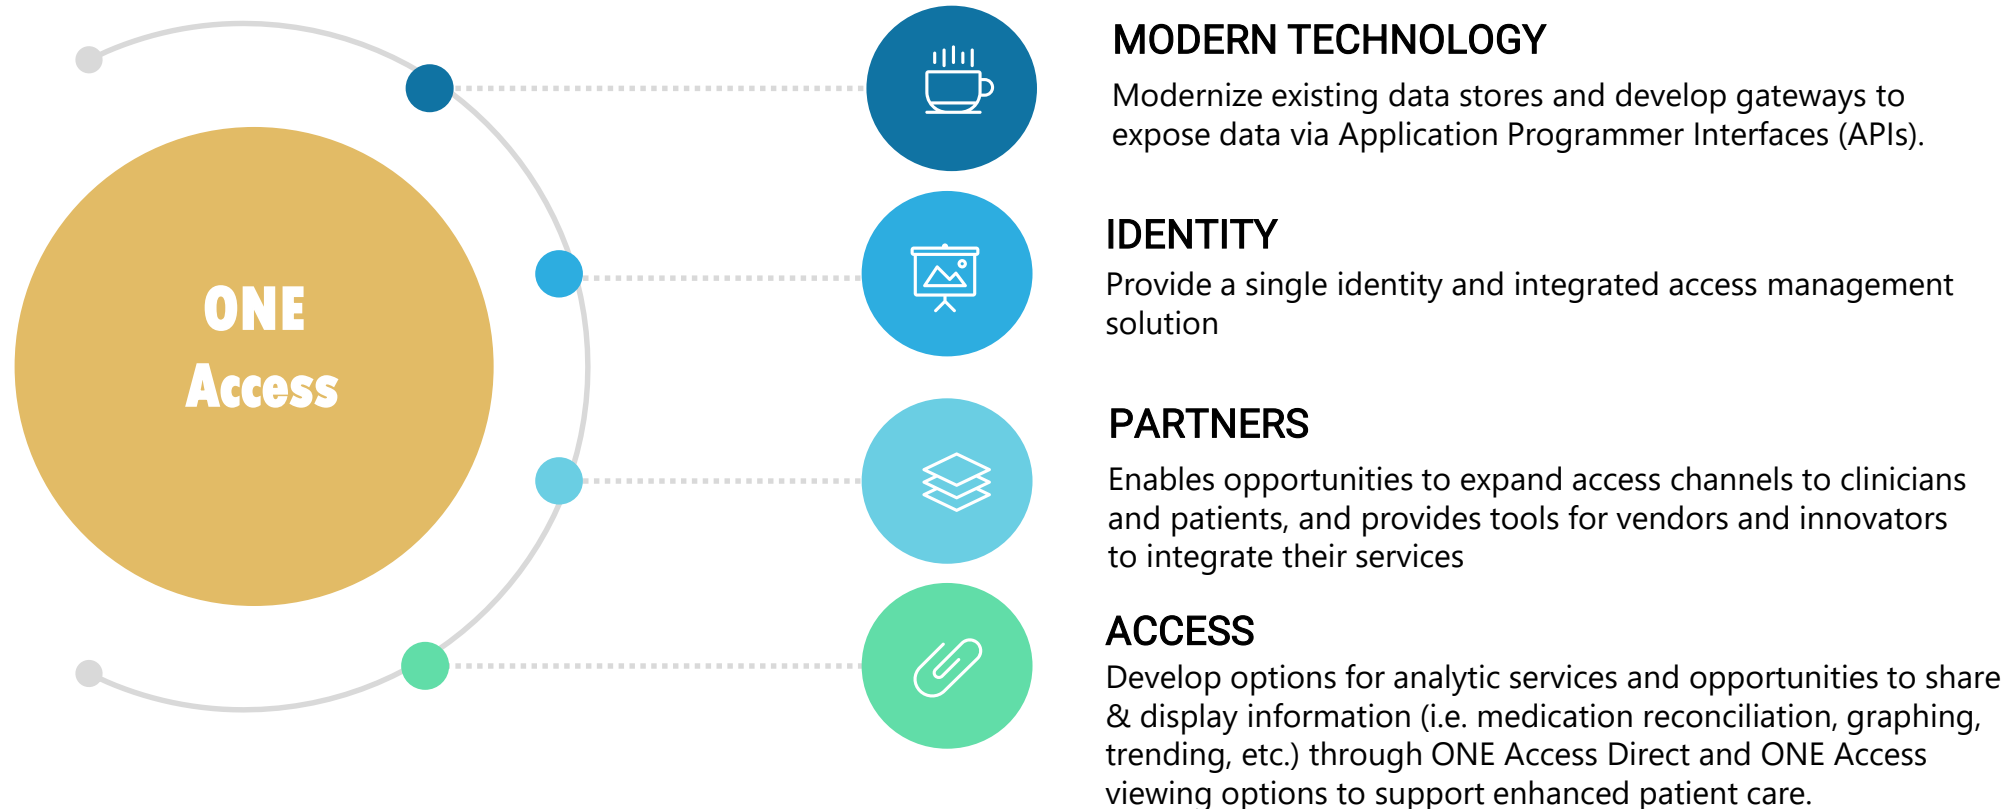 ONE
Access
MODERN TECHNOLOGY
Modernize existing data stores and develop gateways to
expose data via Application Programmer Interfaces (APIs).
IDENTITY
Provide a single identity and integrated access management
solution
PARTNERS
Enables opportunities to expand access channels to clinicians
and patients, and provides tools for vendors and innovators
to integrate their services
ACCESS
Develop options for analytic services and opportunities to share
& display information (i.e. medication reconciliation, graphing,
trending, etc.) through ONE Access Direct and ONE Access
viewing options to support enhanced patient care.